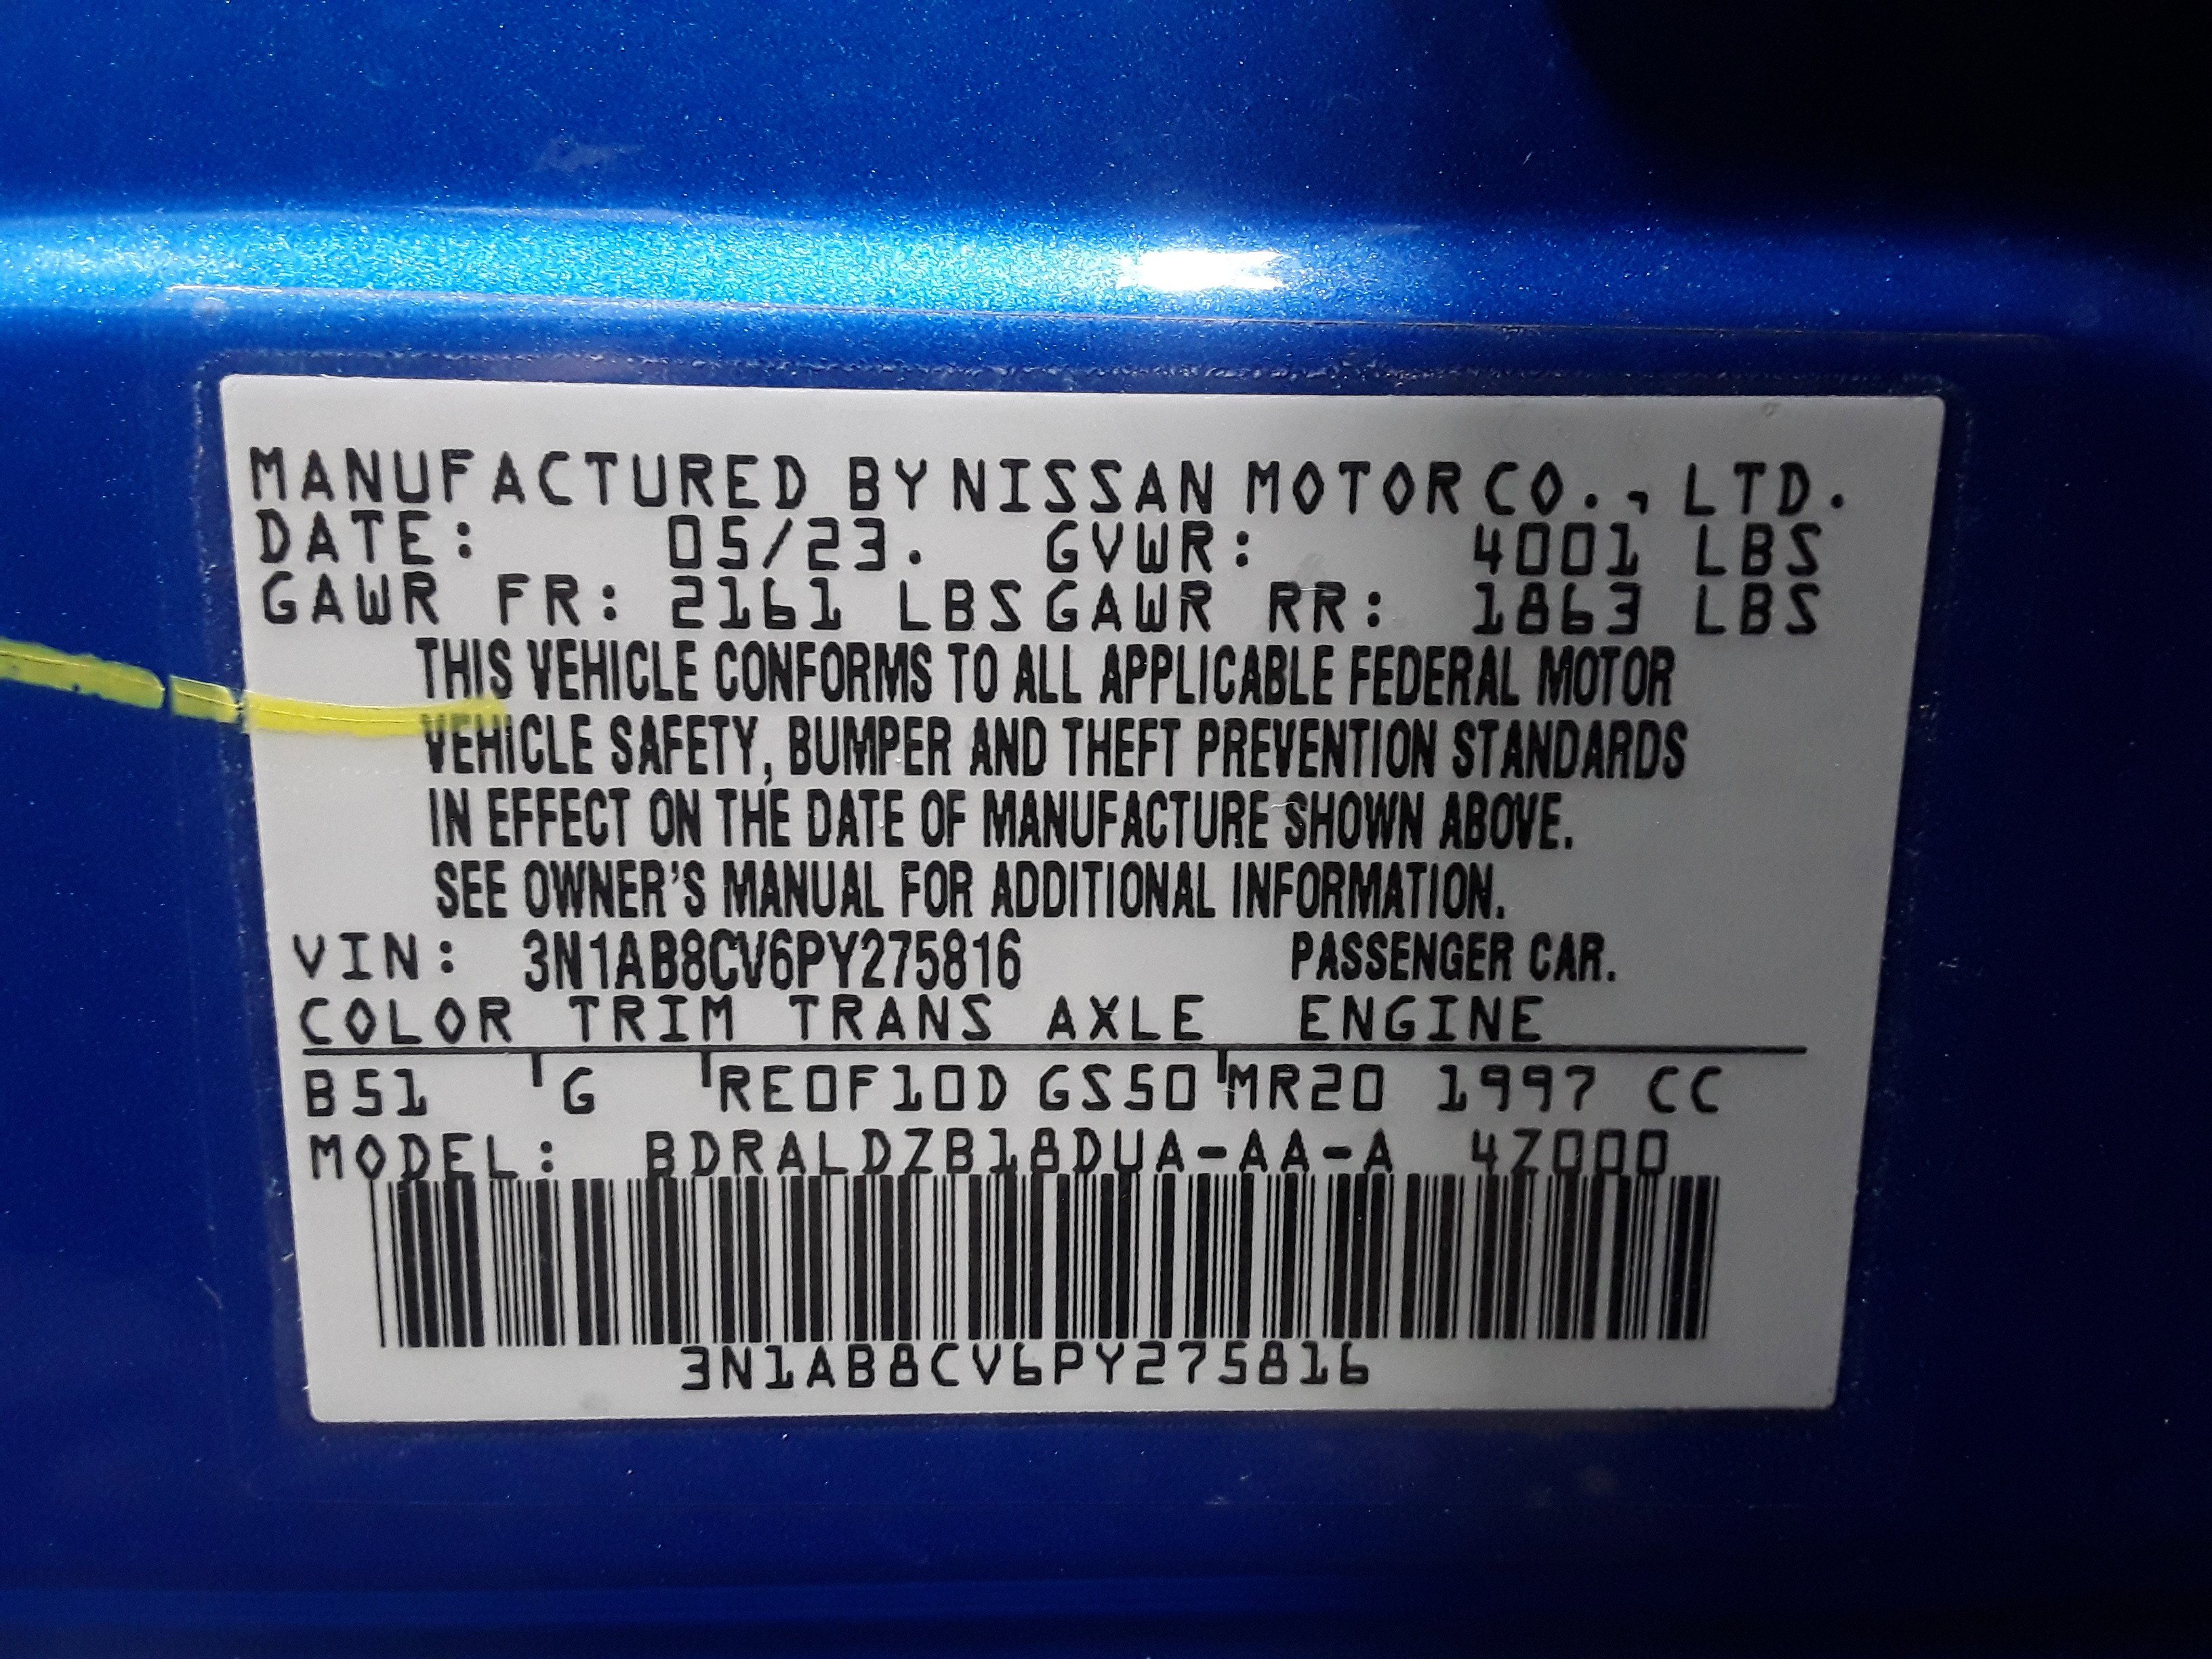 MANUFACTURED BY NISSAN MOTOR CO., LTD.
DATE: 05/23. GVWR: 4001 LBS
GAWR FR: 2161 LBS GAWR RR: 1863 LBS
THIS VEHICLE CONFORMS TO ALL APPLICABLE FEDERAL MOTOR
VEHICLE SAFETY, BUMPER AND THEFT PREVENTION STANDARDS
IN EFFECT ON THE DATE OF MANUFACTURE SHOWN ABOVE.
SEE OWNER'S MANUAL FOR ADDITIONAL INFORMATION.
VIN: 3N1AB8CV6PY275816 PASSENGER CAR.
COLOR TRIM TRANS AXLE ENGINE
B51 G RE0F10D GS50 MR20 1997 CC
MODEL: BDRALDZB18DUA-AA-A 4Z000
3N1AB8CV6PY275816